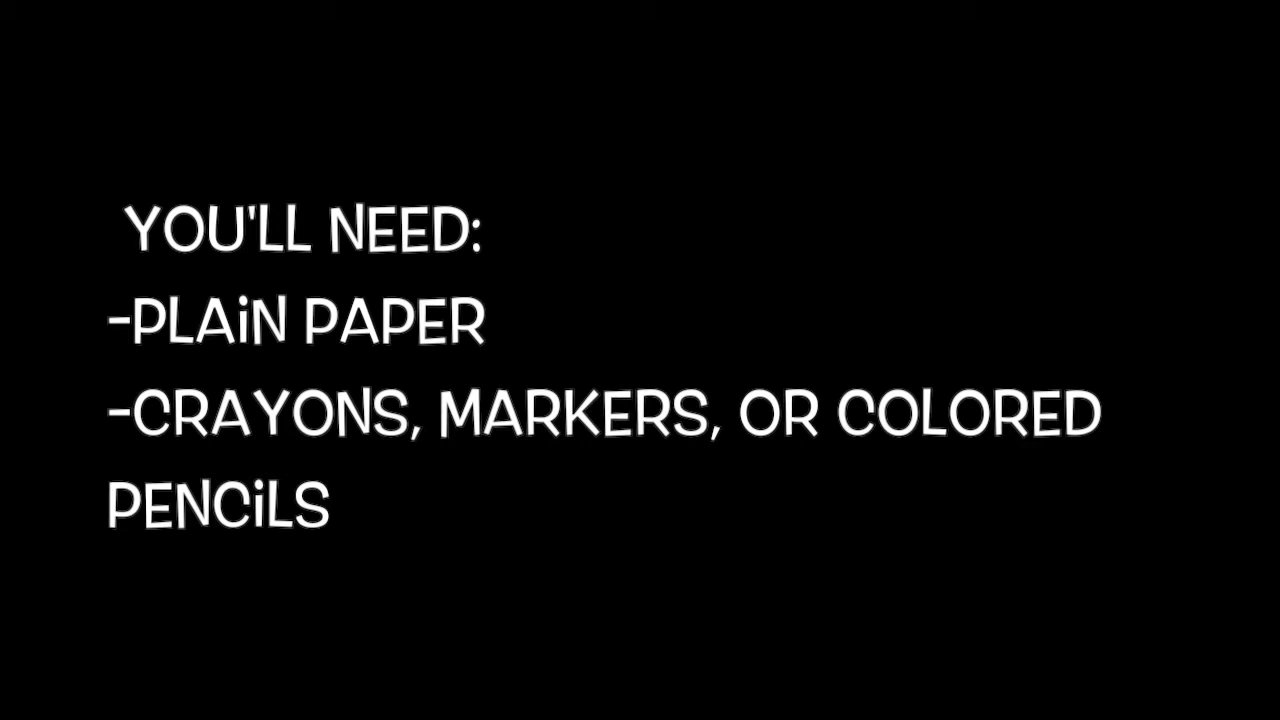 YOU'LL NEED:
-PLAiN PAPER
-CRAYONS, MARKERS, OR COLORED
PENCiLS